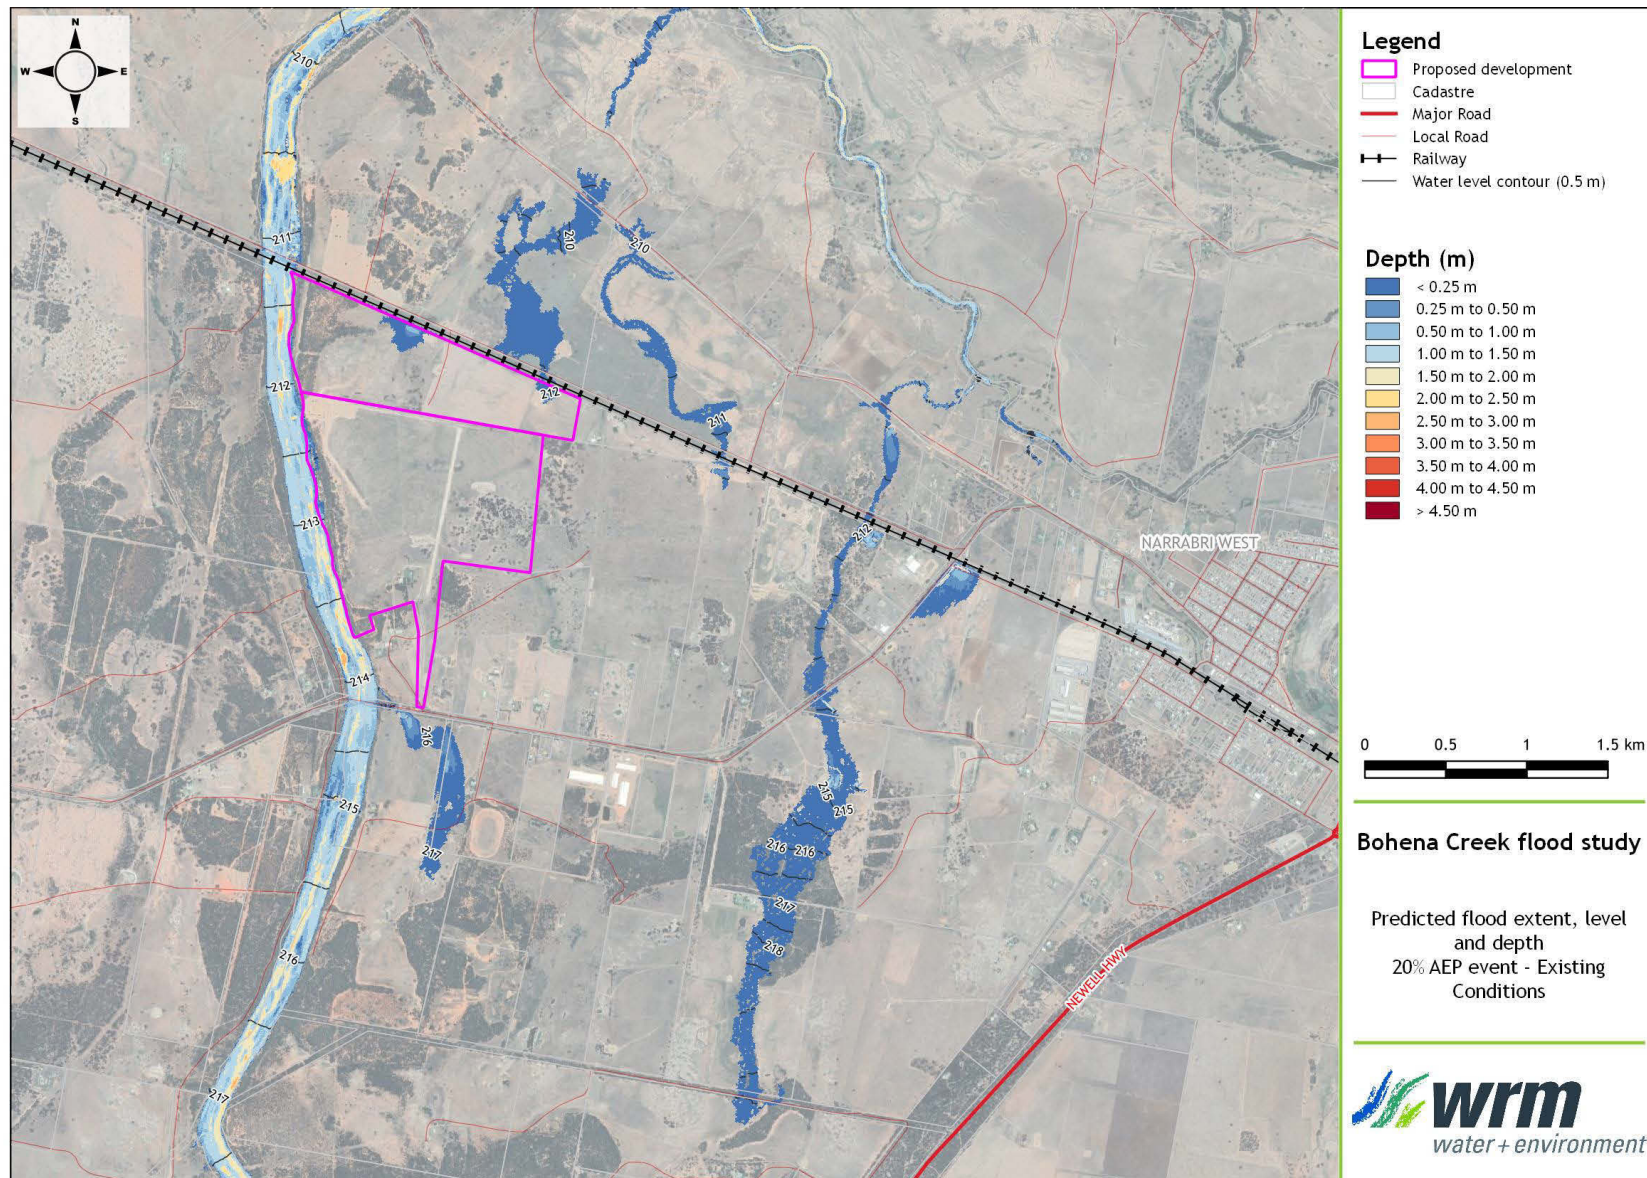 N
W
E
S
210
211
212
213
214
215
216
217
210
210
212
211
212
216
217
215
215
216
216
217
218
NARRABRI WEST
NEWELL HWY
Legend
Proposed development
Cadastre
Major Road
Local Road
Railway
Water level contour (0.5 m)
Depth (m)
< 0.25 m
0.25 m to 0.50 m
0.50 m to 1.00 m
1.00 m to 1.50 m
1.50 m to 2.00 m
2.00 m to 2.50 m
2.50 m to 3.00 m
3.00 m to 3.50 m
3.50 m to 4.00 m
4.00 m to 4.50 m
> 4.50 m
0 0.5 1 1.5 km
Bohena Creek flood study
Predicted flood extent, level
and depth
20% AEP event - Existing
Conditions
wrm
water + environment